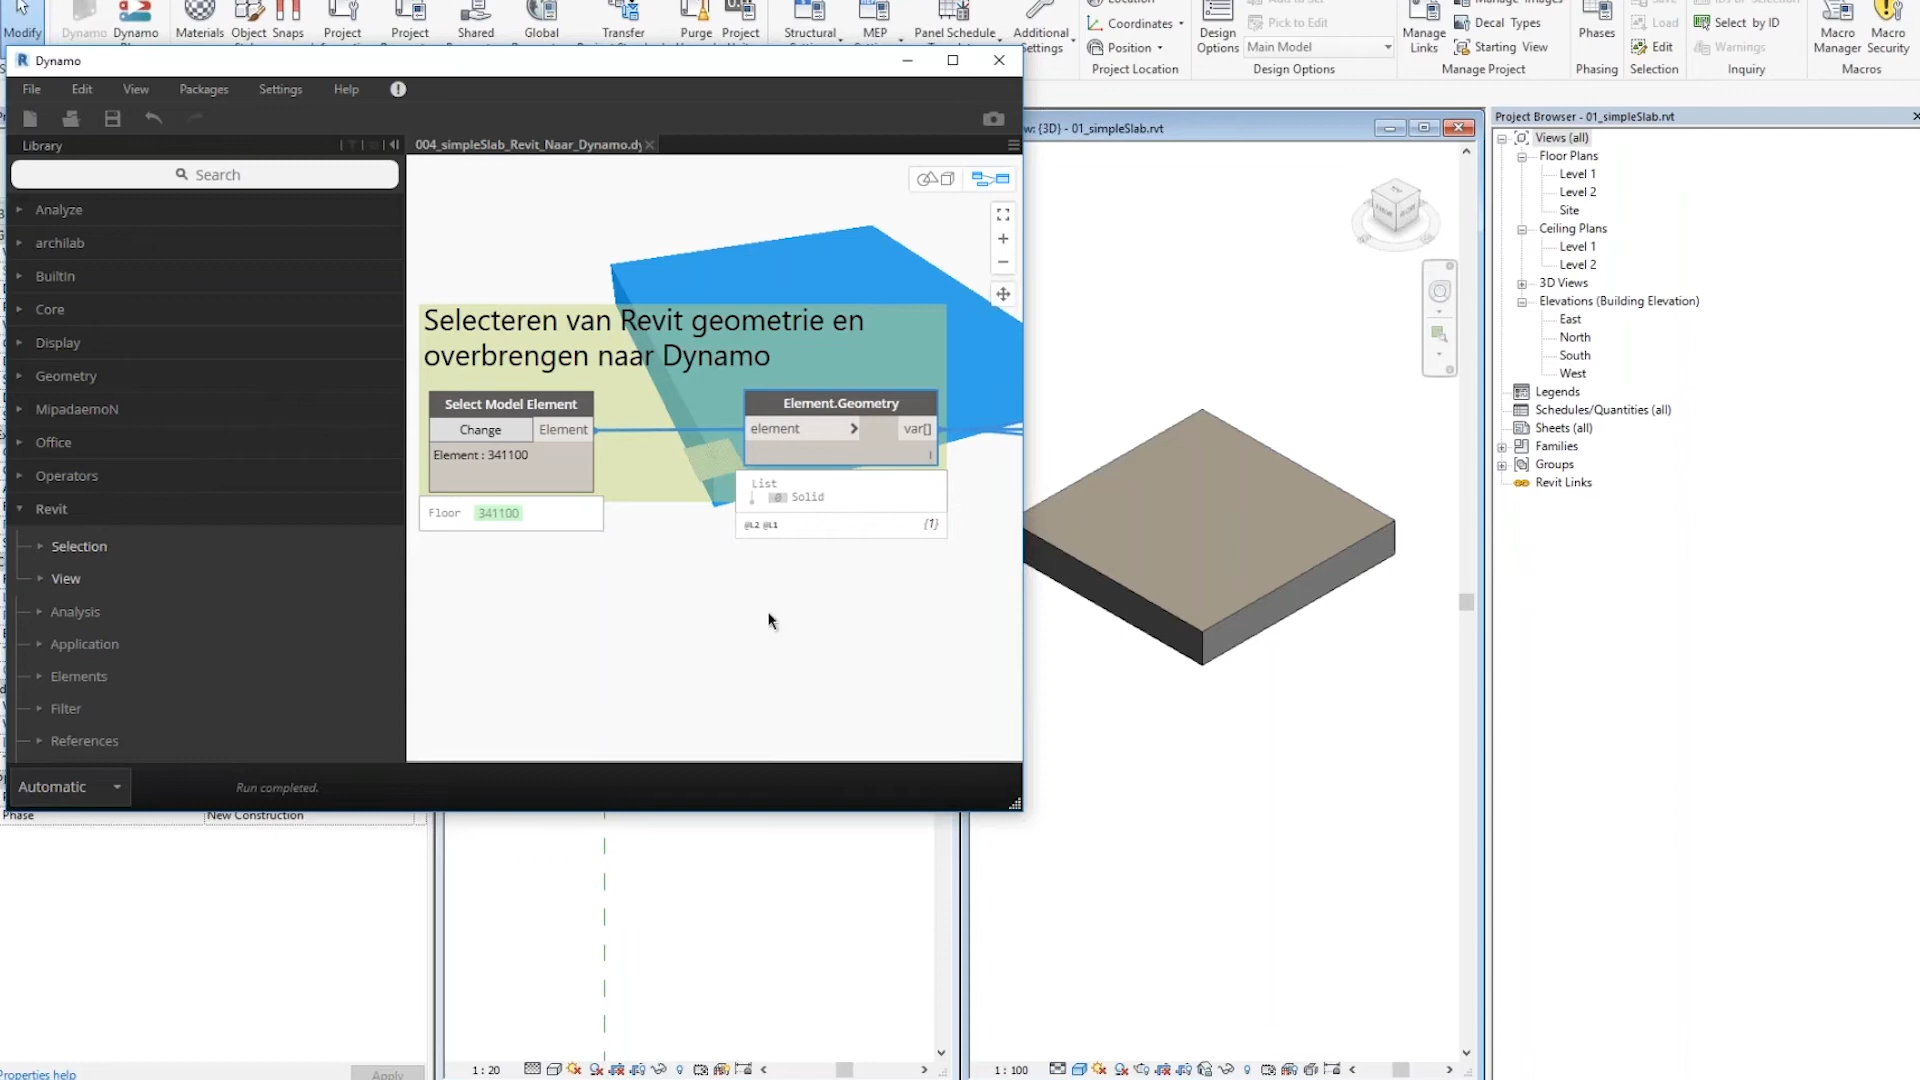 Modify
Dynamo
Dynamo
Materials
Object
Snaps
Project
Project
Shared
Global
Transfer
Purge
Project
Structural
MEP
Panel Schedule
Additional
Settings
Coordinates
Position
Project Location
Design
Options
Pick to Edit
Main Model
Design Options
Manage
Links
Decal Types
Starting View
Manage Project
Phases
Phasing
Load
Edit
Selection
Select by ID
Warnings
Inquiry
Macro
Manager
Macro
Security
Macros
Dynamo
File
Edit
View
Packages
Settings
Help
Library
004_simpleSlab_Revit_Naar_Dynamo.dy
Search
Analyze
archilab
BuiltIn
Core
Display
Geometry
MipadaemoN
Office
Operators
Revit
Selection
View
Analysis
Application
Elements
Filter
References
Automatic
Run completed.
Selecteren van Revit geometrie en
overbrengen naar Dynamo
Select Model Element
Change
Element
Element : 341100
Floor 341100
Element.Geometry
element > var[]
List
0 Solid
@L2 @L1 {1}
w: {3D} - 01_simpleSlab.rvt
Project Browser - 01_simpleSlab.rvt
Views (all)
Floor Plans
Level 1
Level 2
Site
Ceiling Plans
Level 1
Level 2
3D Views
Elevations (Building Elevation)
East
North
South
West
Legends
Schedules/Quantities (all)
Sheets (all)
Families
Groups
Revit Links
Phase
New Construction
Properties help
Apply
1 : 20
1 : 100